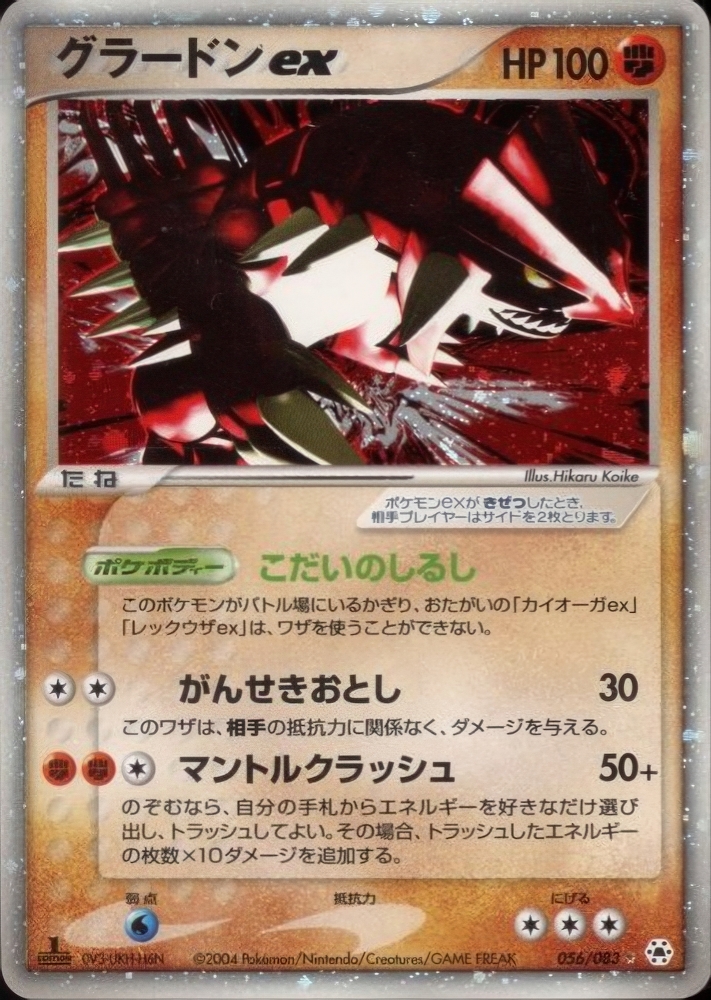 グラードンex HP100
たね
Illus.Hikaru Koike
ポケモンexが きぜつしたとき、
相手プレイヤーはサイドを2枚とります。
ポケボディー こだいのしるし
このポケモンがバトル場にいるかぎり、おたがいの「カイオーガex」
「レックウザex」は、ワザを使うことができない。
がんせきおとし 30
このワザは、相手の抵抗力に関係なく、ダメージを与える。
マントルクラッシュ 50+
のぞむなら、自分の手札からエネルギーを好きなだけ選び
出し、トラッシュしてよい。その場合、トラッシュしたエネルギー
の枚数×10ダメージを追加する。
弱点 抵抗力 にげる
1 EDITION 0V3-UKH-H6N ©2004 Pokémon/Nintendo/Creatures/GAME FREAK 056/083 ★